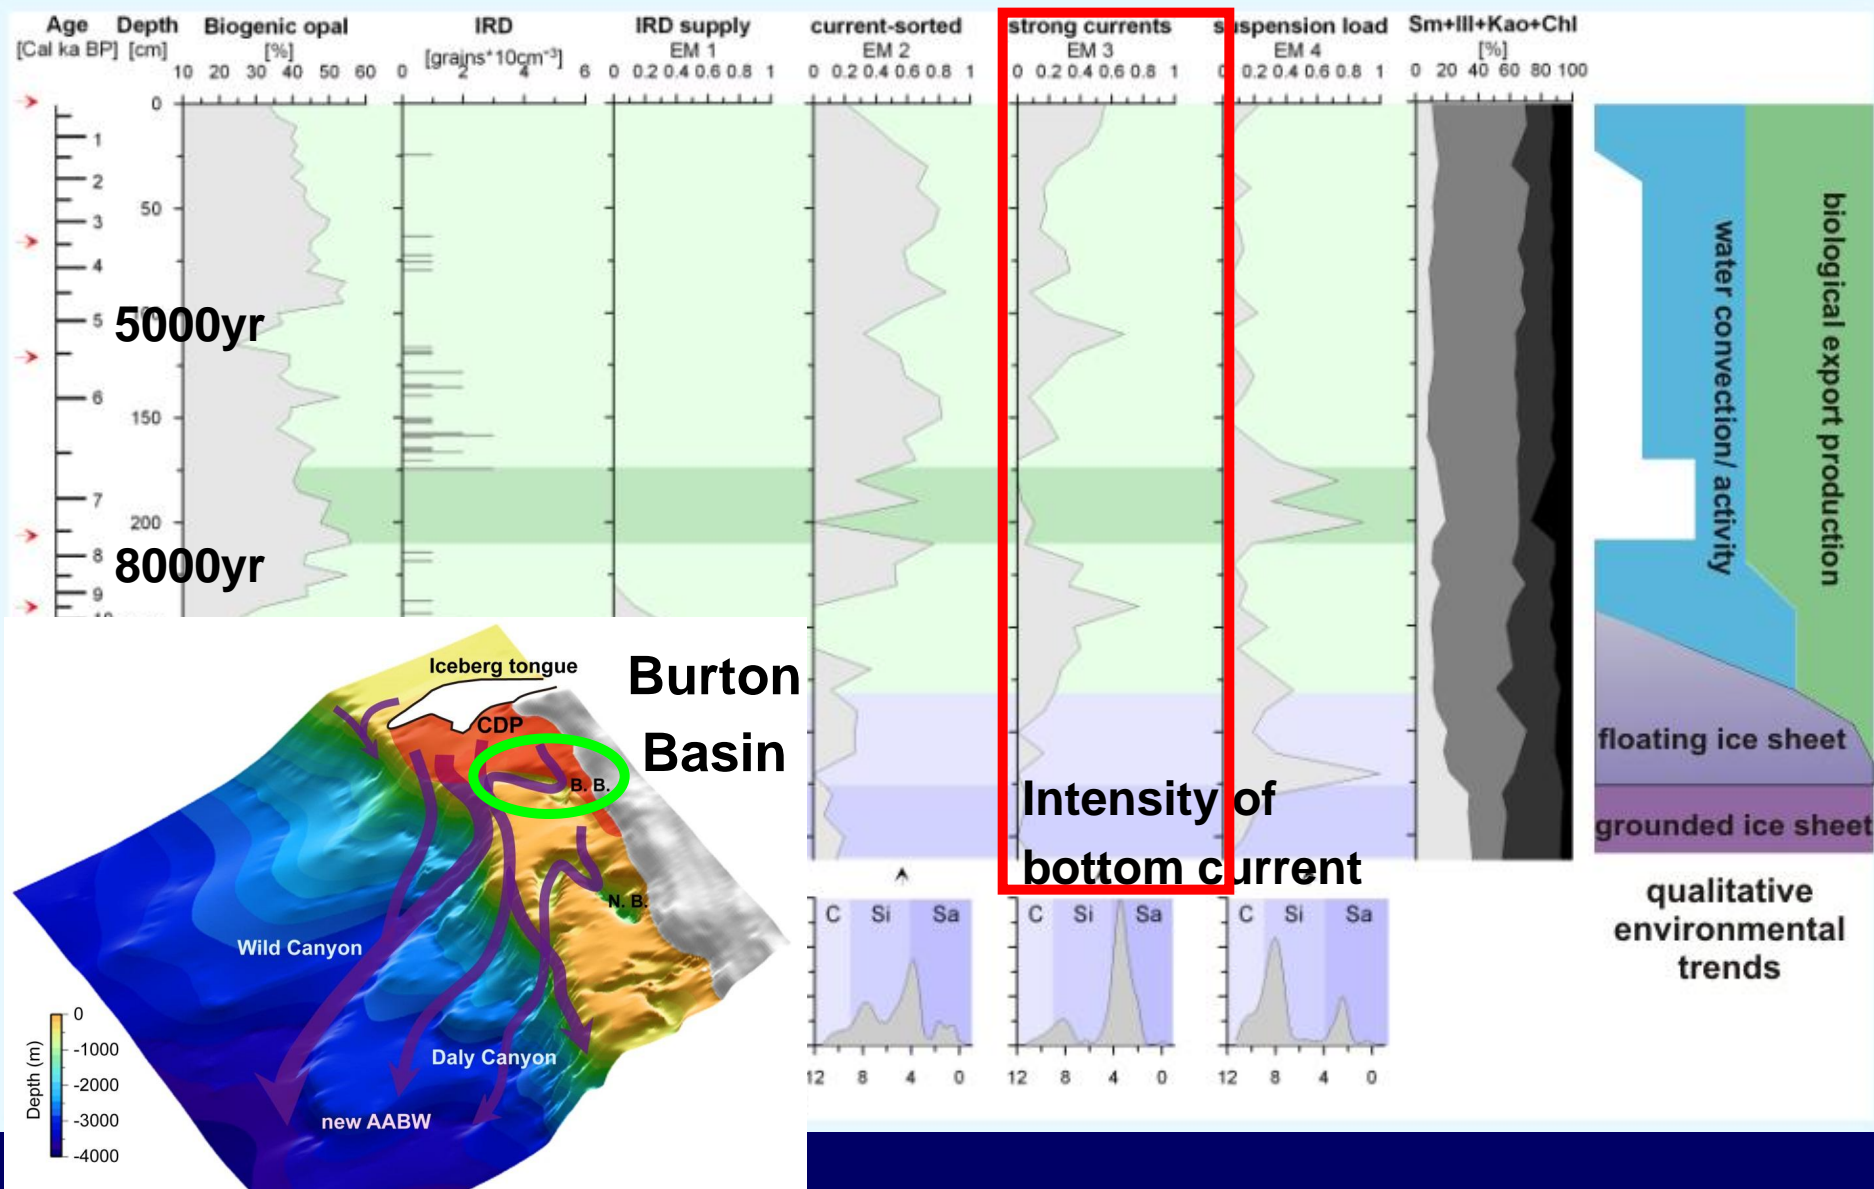 Age Depth Biogenic opal IRD IRD supply current-sorted strong currents suspension load Sm+Ill+Kao+Chl
[Cal ka BP] [cm] [%] [grains*10cm⁻³] EM 1 EM 2 EM 3 EM 4 [%]
10 20 30 40 50 60 0 2 4 6 0 0.2 0.4 0.6 0.8 1 0 0.2 0.4 0.6 0.8 1 0 0.2 0.4 0.6 0.8 1 0.2 0.4 0.6 0.8 1 0 20 40 60 80 100
0
1
2
50
3
4
5 5000yr
6
150
7
200
8 8000yr
9
water convection/ activity
biological export production
floating ice sheet
grounded ice sheet
qualitative
environmental
trends
Intensity of
bottom current
C Si Sa C Si Sa C Si Sa
12 8 4 0 12 8 4 0 12 8 4 0
Burton
Basin
Iceberg tongue
CDP
B. B.
N. B.
Wild Canyon
Daly Canyon
new AABW
Depth (m)
0
-1000
-2000
-3000
-4000